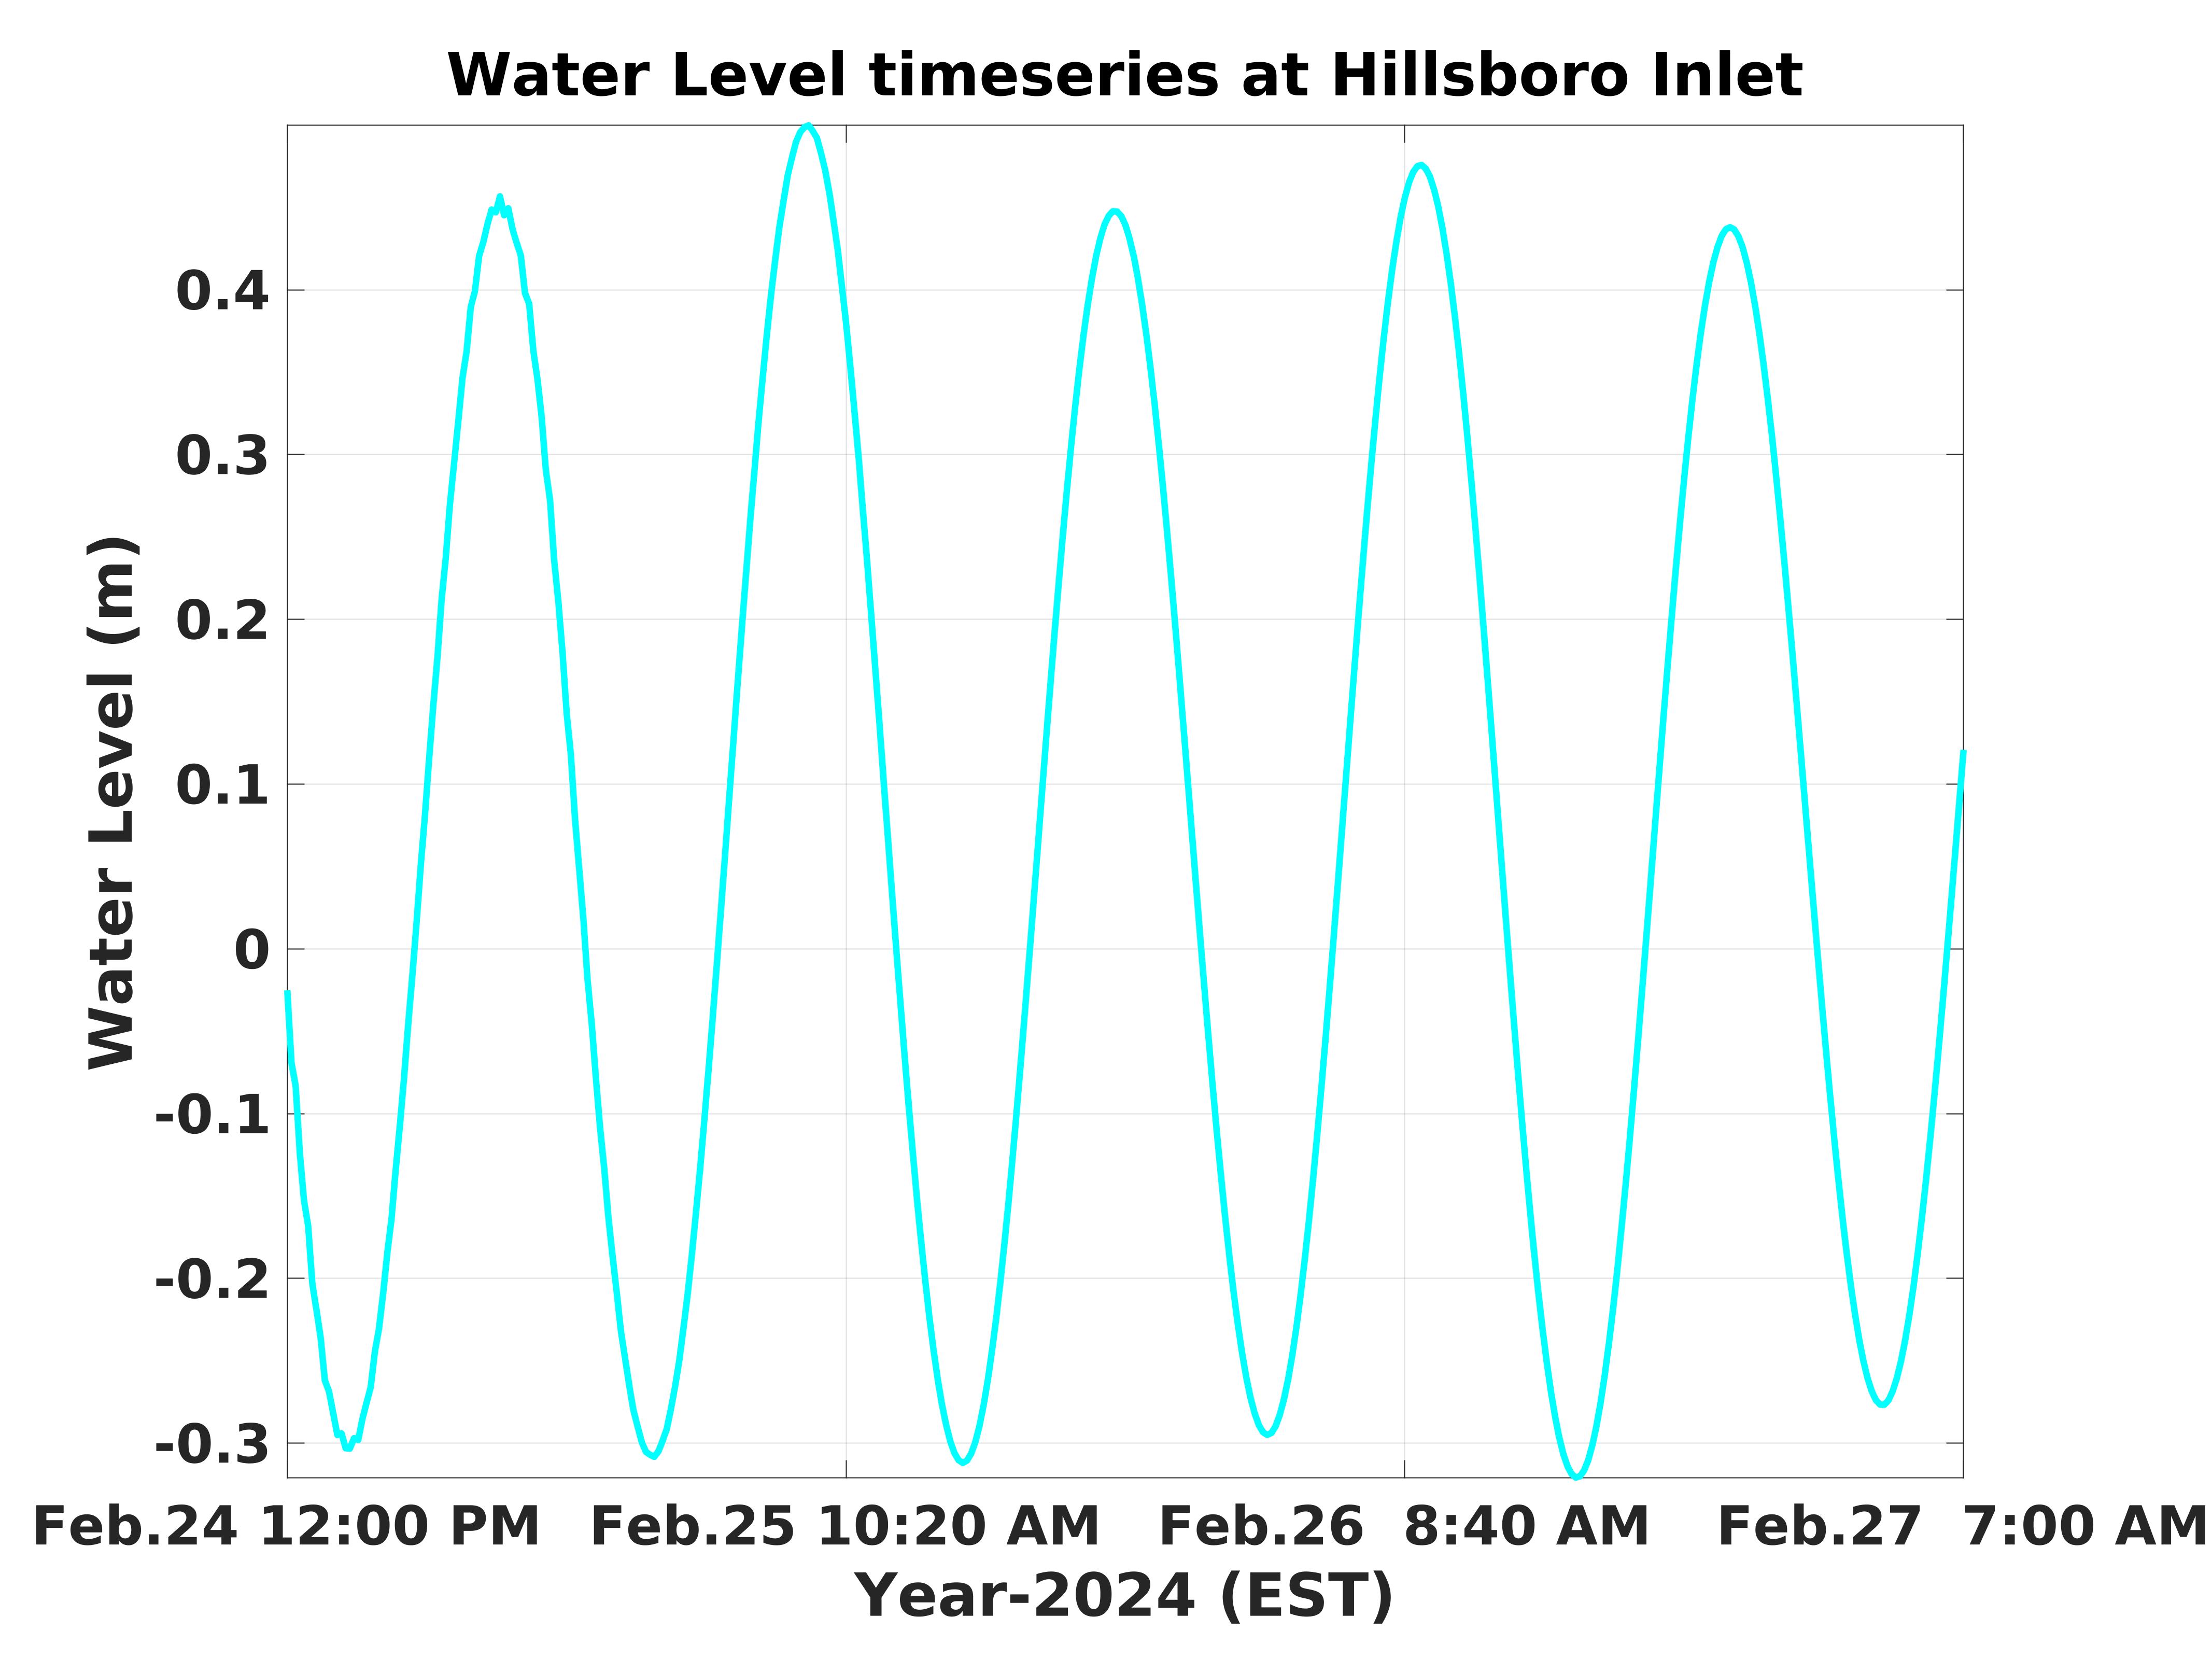 Water Level timeseries at Hillsboro Inlet
Water Level (m)
0.4
0.3
0.2
0.1
0
-0.1
-0.2
-0.3
Feb.24 12:00 PM Feb.25 10:20 AM Feb.26 8:40 AM Feb.27 7:00 AM
Year-2024 (EST)